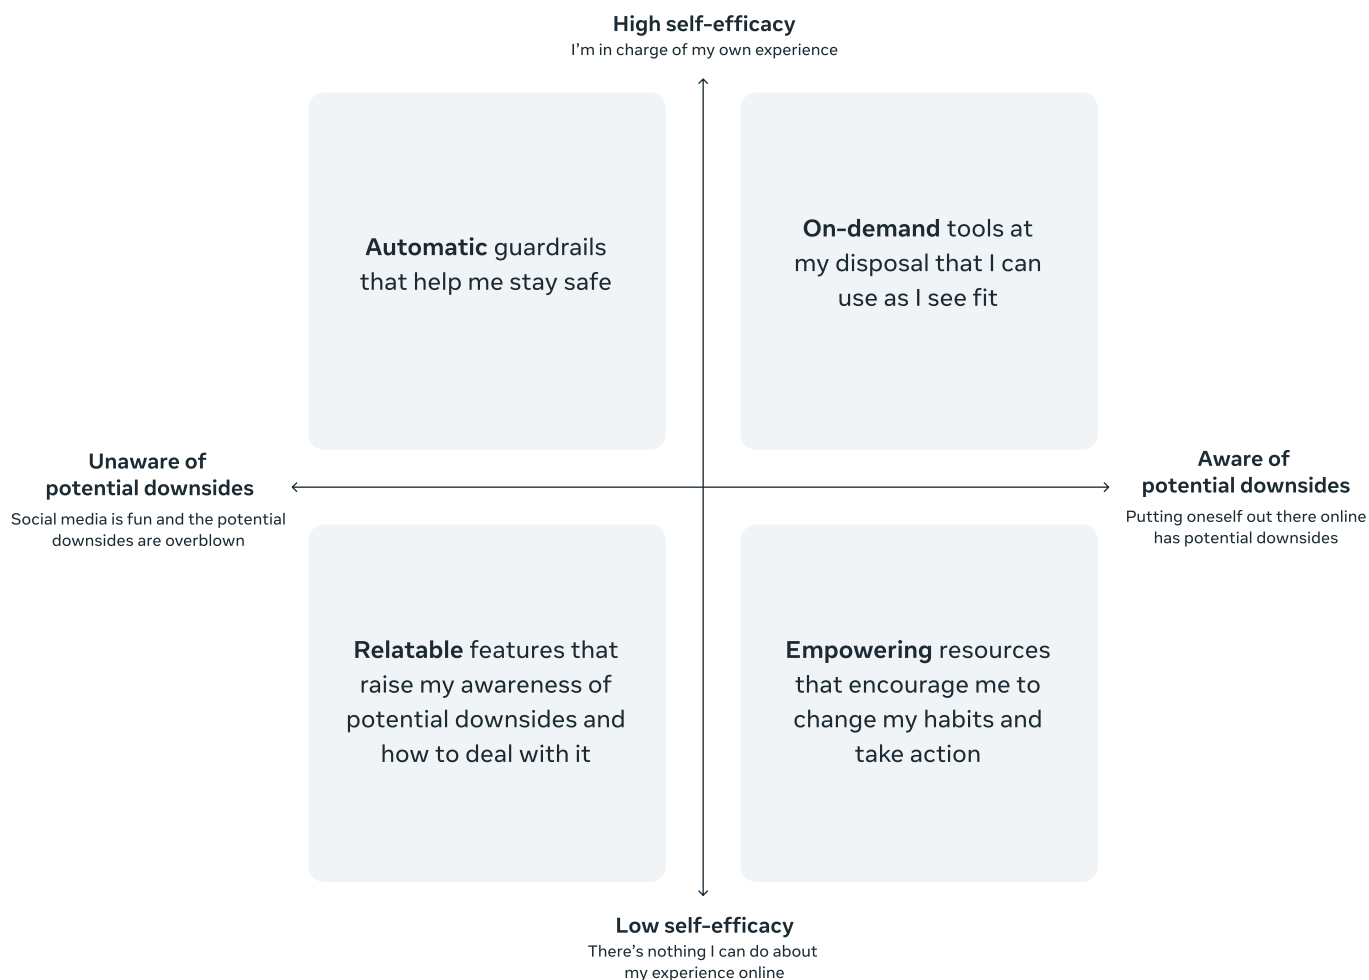 High self-efficacy
I’m in charge of my own experience
Automatic guardrails
that help me stay safe
On-demand tools at
my disposal that I can
use as I see fit
Unaware of
potential downsides
Social media is fun and the potential
downsides are overblown
Aware of
potential downsides
Putting oneself out there online
has potential downsides
Relatable features that
raise my awareness of
potential downsides and
how to deal with it
Empowering resources
that encourage me to
change my habits and
take action
Low self-efficacy
There’s nothing I can do about
my experience online